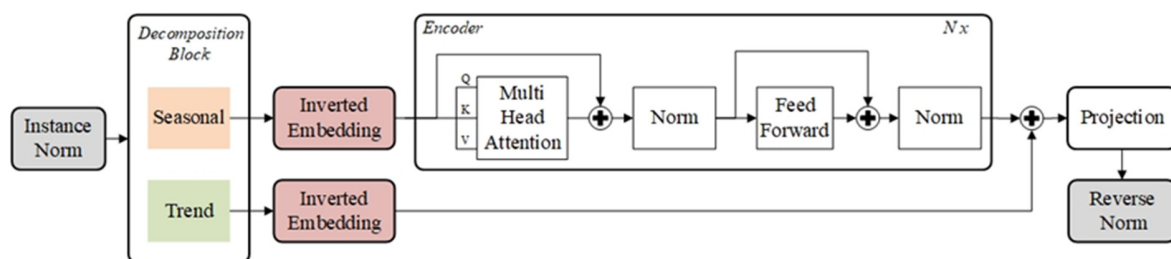 Decomposition
Block
Encoder
Nx
Instance
Norm
Seasonal
Trend
Inverted
Embedding
Inverted
Embedding
Q
K
V
Multi
Head
Attention
Norm
Feed
Forward
Norm
Projection
Reverse
Norm